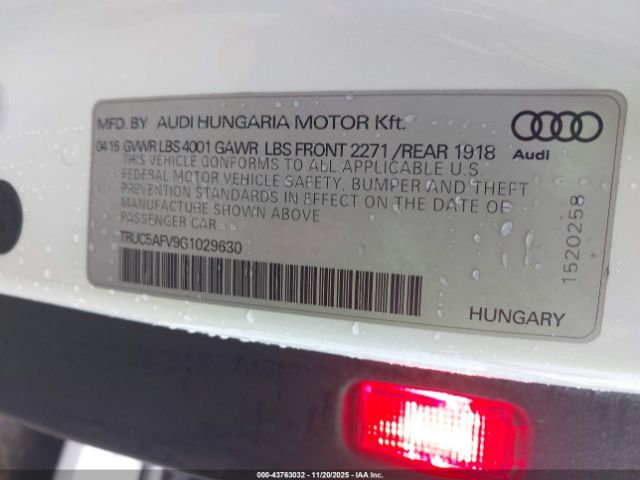 MFD. BY AUDI HUNGARIA MOTOR Kft.
04 16 GVWR LBS 4001 GAWR LBS FRONT 2271 /REAR 1918
THIS VEHICLE CONFORMS TO ALL APPLICABLE U.S.
FEDERAL MOTOR VEHICLE SAFETY, BUMPER AND THEFT
PREVENTION STANDARDS IN EFFECT ON THE DATE OF
MANUFACTURE SHOWN ABOVE
PASSENGER CAR
TRUC5AFV9G1029630
Audi
1520258
HUNGARY
000-43763032 | 11/20/2025 — IAA Inc.